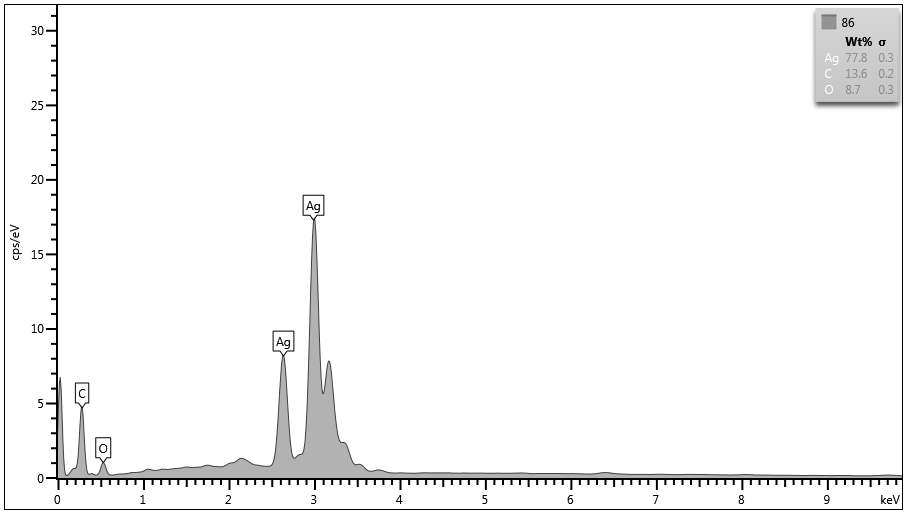 86
Wt% σ
Ag 77.8 0.3
C 13.6 0.2
O 8.7 0.3
30
25
20
15
10
5
0
cps/eV
Ag
Ag
C
O
0 1 2 3 4 5 6 7 8 9 keV